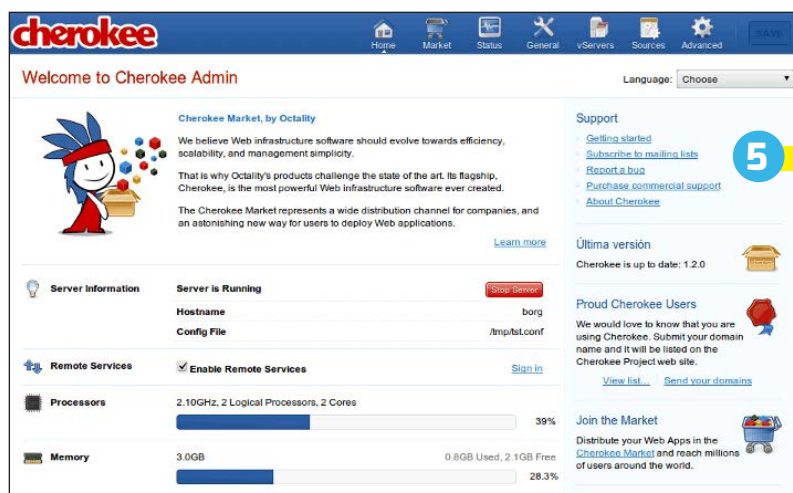 cherokee
Home
Market
Status
General
vServers
Sources
Advanced
SAVE
Welcome to Cherokee Admin
Language: Choose
Cherokee Market, by Octality
We believe Web infrastructure software should evolve towards efficiency,
scalability, and management simplicity.
That is why Octality's products challenge the state of the art. Its flagship,
Cherokee, is the most powerful Web infrastructure software ever created.
The Cherokee Market represents a wide distribution channel for companies, and
an astonishing new way for users to deploy Web applications.
Learn more
Server Information
Server is Running
Stop Server
Hostname
borg
Config File
/tmp/tst.conf
Remote Services
Enable Remote Services
Sign in
Processors
2.10GHz, 2 Logical Processors, 2 Cores
39%
Memory
3.0GB
0.8GB Used, 2.1GB Free
28.3%
Support
Getting started
Subscribe to mailing lists
Report a bug
Purchase commercial support
About Cherokee
5
Última versión
Cherokee is up to date: 1.2.0
Proud Cherokee Users
We would love to know that you are
using Cherokee. Submit your domain
name and it will be listed on the
Cherokee Project web site.
View list... Send your domains
Join the Market
Distribute your Web Apps in the
Cherokee Market and reach millions
of users around the world.